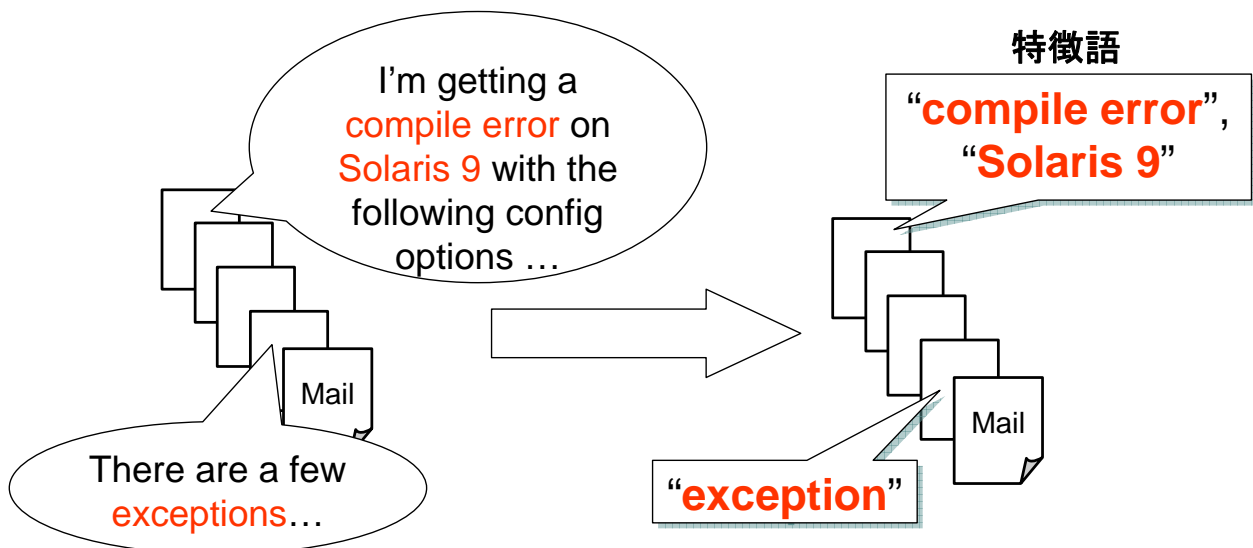 I'm getting a
compile error on
Solaris 9 with the
following config
options …
Mail
There are a few
exceptions…
特徴語
“compile error”,
“Solaris 9”
Mail
“exception”